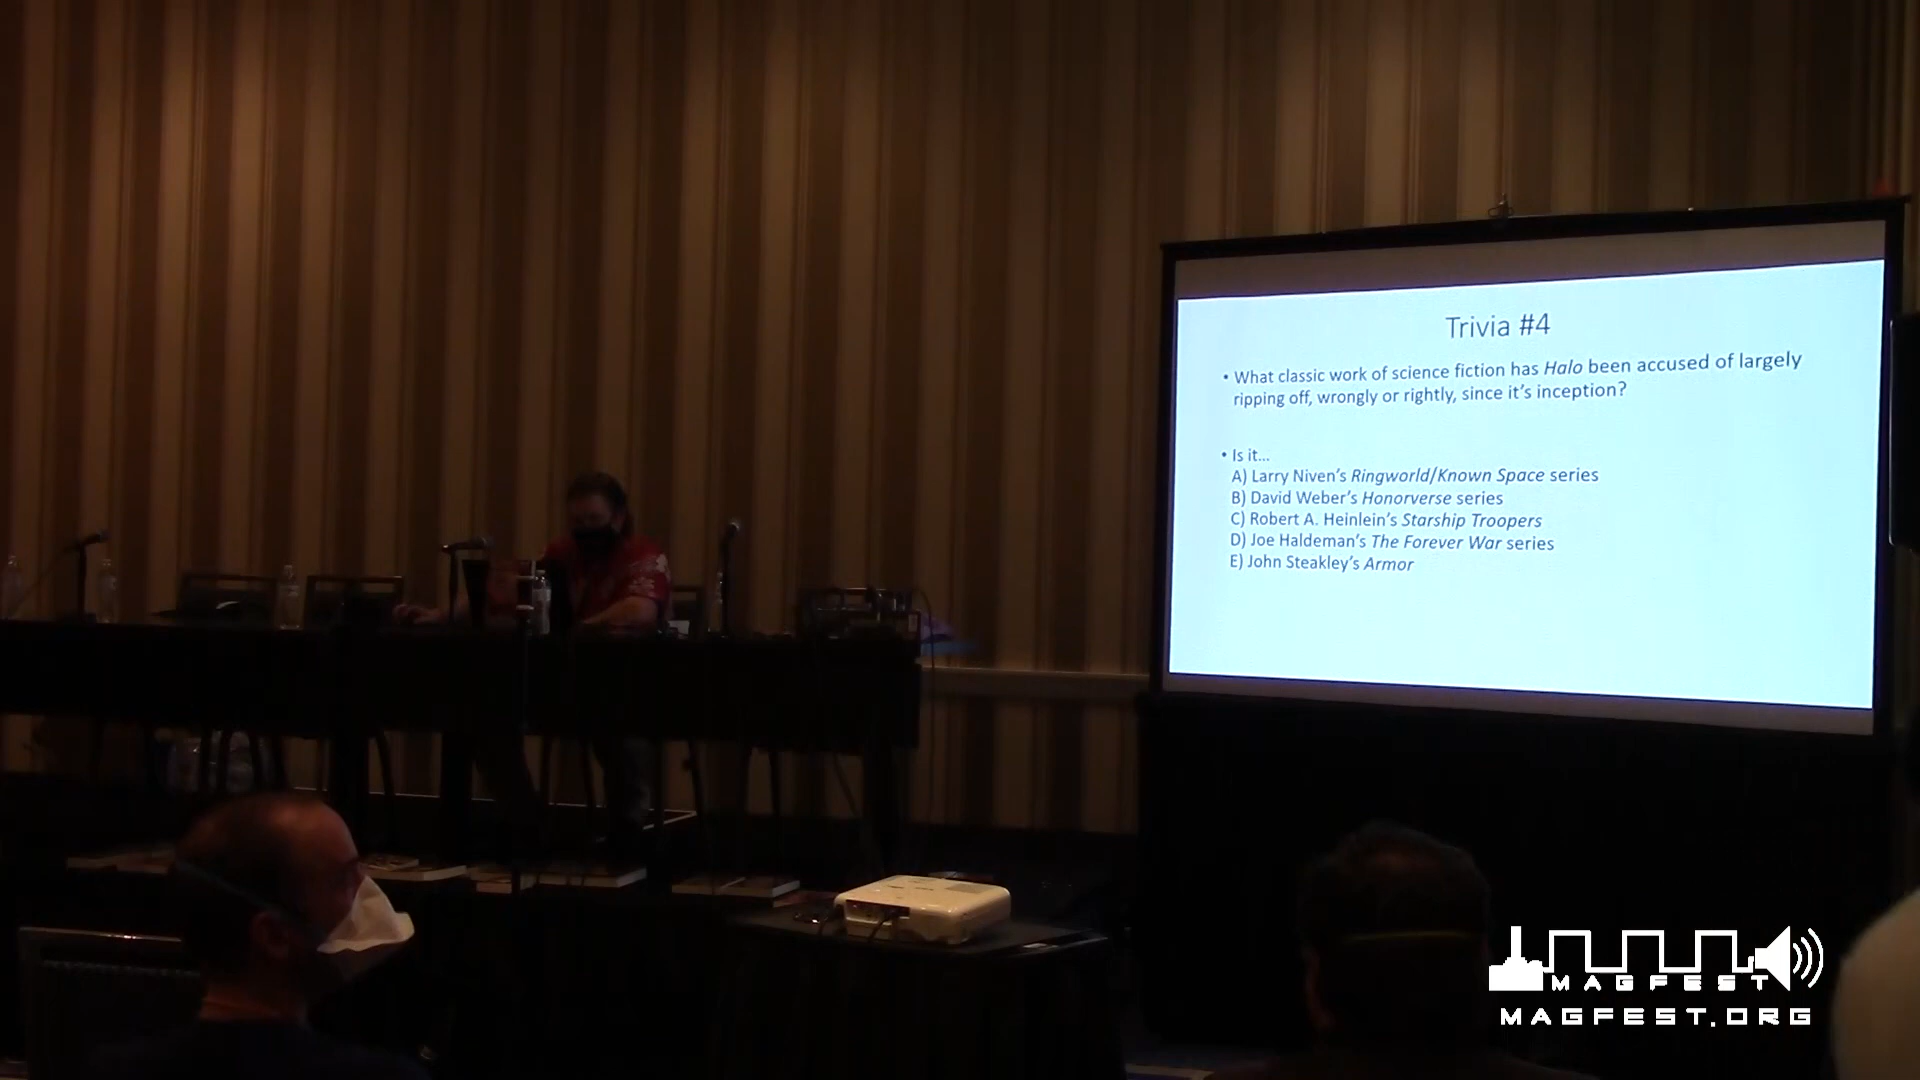 Trivia #4
• What classic work of science fiction has Halo been accused of largely
ripping off, wrongly or rightly, since it's inception?
• Is it...
A) Larry Niven's Ringworld/Known Space series
B) David Weber's Honorverse series
C) Robert A. Heinlein's Starship Troopers
D) Joe Haldeman's The Forever War series
E) John Steakley's Armor
MAGFEST
MAGFEST.ORG